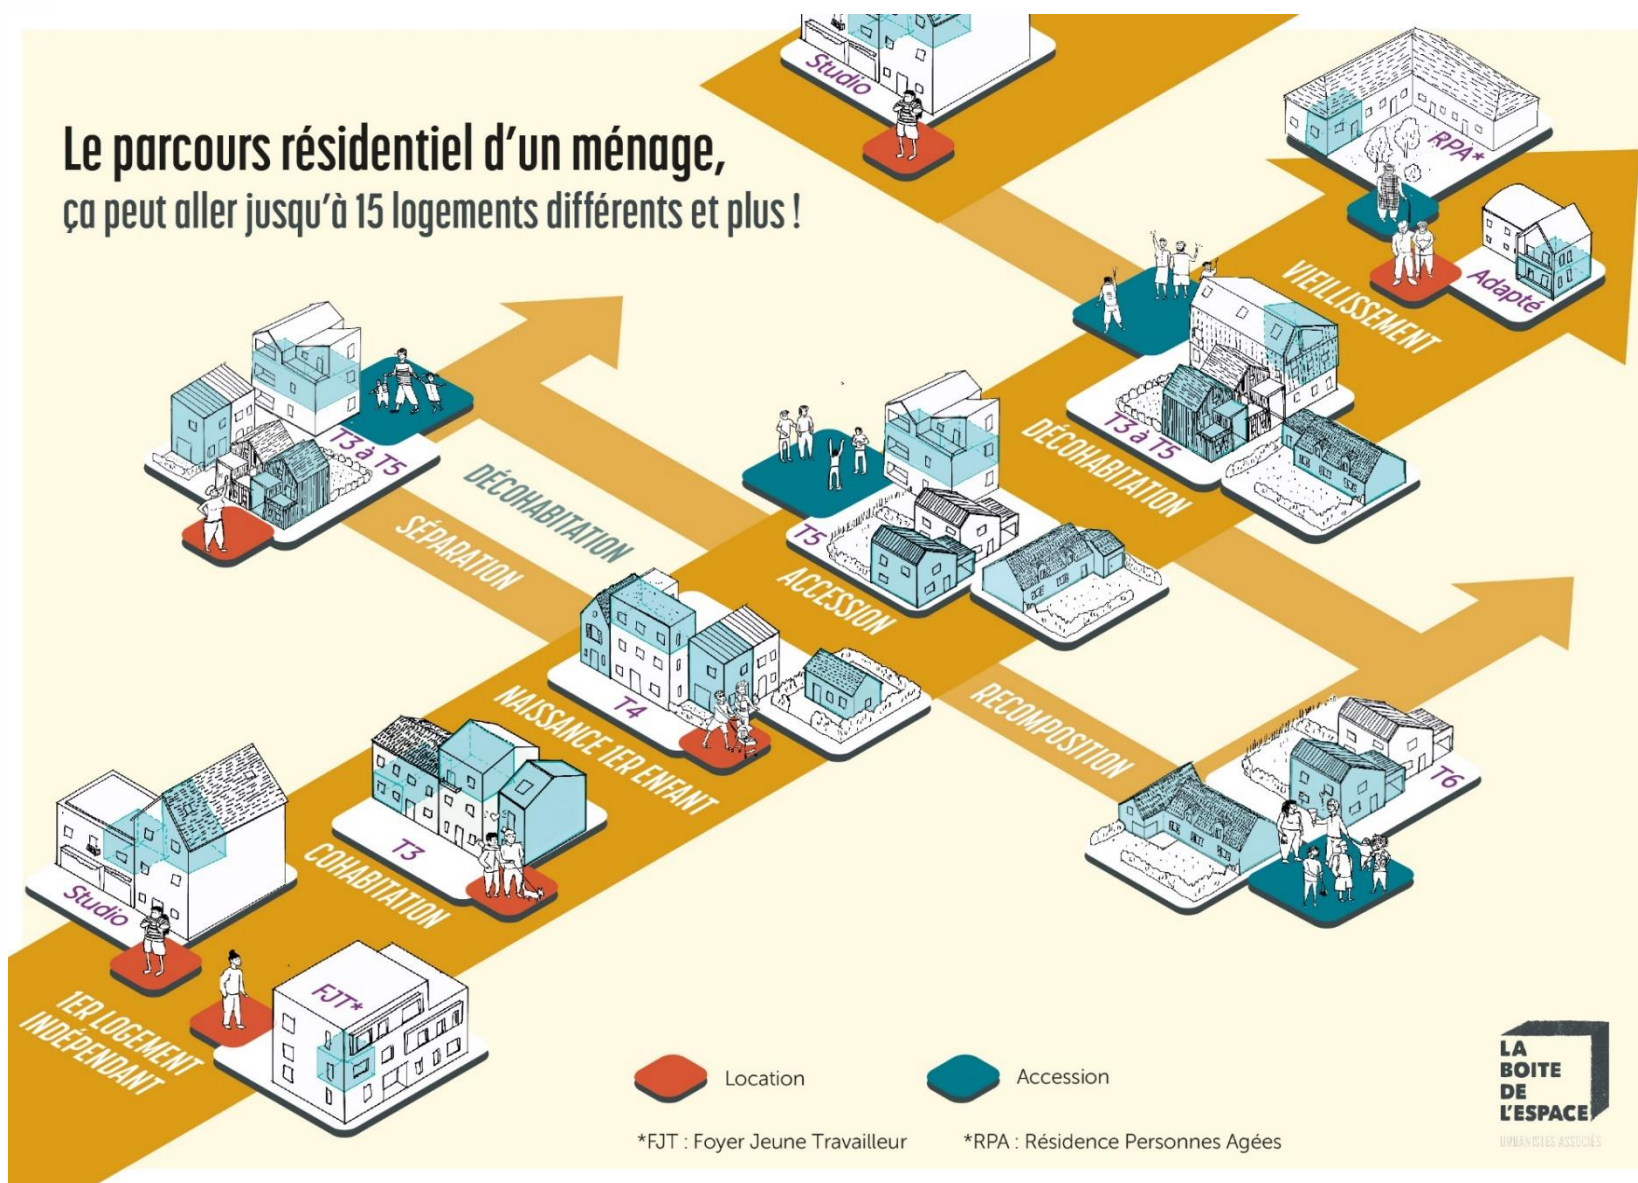 Le parcours résidentiel d'un ménage,
ça peut aller jusqu'à 15 logements différents et plus !
Studio
RPA*
Adapté
VIEILLISSEMENT
T3 à T5
DÉCOHABITATION
T3 à T5
DÉCOHABITATION
SÉPARATION
T5
ACCESSION
T4
NAISSANCE 1ER ENFANT
RECOMPOSITION
T6
T3
COHABITATION
Studio
FJT*
1ER LOGEMENT
INDÉPENDANT
Location
Accession
*FJT : Foyer Jeune Travailleur
*RPA : Résidence Personnes Agées
LA
BOITE
DE
L'ESPACE
URBANISTES ASSOCIÉS